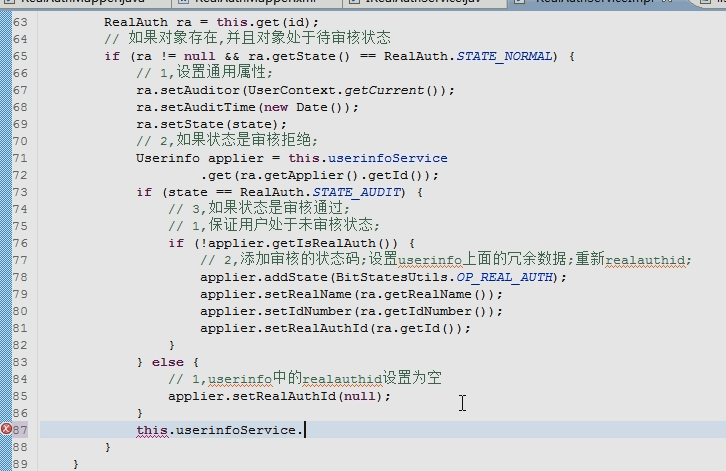 63 RealAuth ra = this.get(id);
64 // 如果对象存在,并且对象处于待审核状态
65 if (ra != null && ra.getState() == RealAuth.STATE_NORMAL) {
66 // 1,设置通用属性;
67 ra.setAuditor(UserContext.getCurrent());
68 ra.setAuditTime(new Date());
69 ra.setState(state);
70 // 2,如果状态是审核拒绝;
71 Userinfo applier = this.userinfoService
72 .get(ra.getApplier().getId());
73 if (state == RealAuth.STATE_AUDIT) {
74 // 3,如果状态是审核通过;
75 // 1,保证用户处于未审核状态;
76 if (!applier.getIsRealAuth()) {
77 // 2,添加审核的状态码;设置userinfo上面的冗余数据;重新realauthid;
78 applier.addState(BitStatesUtils.OP_REAL_AUTH);
79 applier.setRealName(ra.getRealName());
80 applier.setIdNumber(ra.getIdNumber());
81 applier.setRealAuthId(ra.getId());
82 }
83 } else {
84 // 1,userinfo中的realauthid设置为空
85 applier.setRealAuthId(null);
86 }
87 this.userinfoService.
88 }
89 }